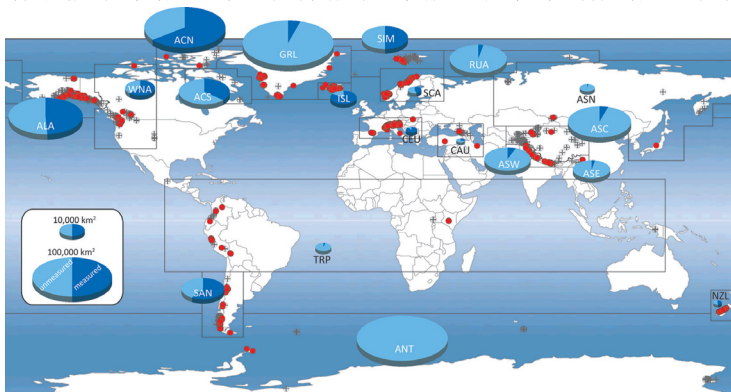 ACN
GRL
SIM
RUA
WNA
ACS
ISL
SCA
ASN
ALA
CEU
CAU
ASC
ASW
ASE
10,000 km²
100,000 km²
unmeasured
measured
TRP
SAN
NZL
ANT